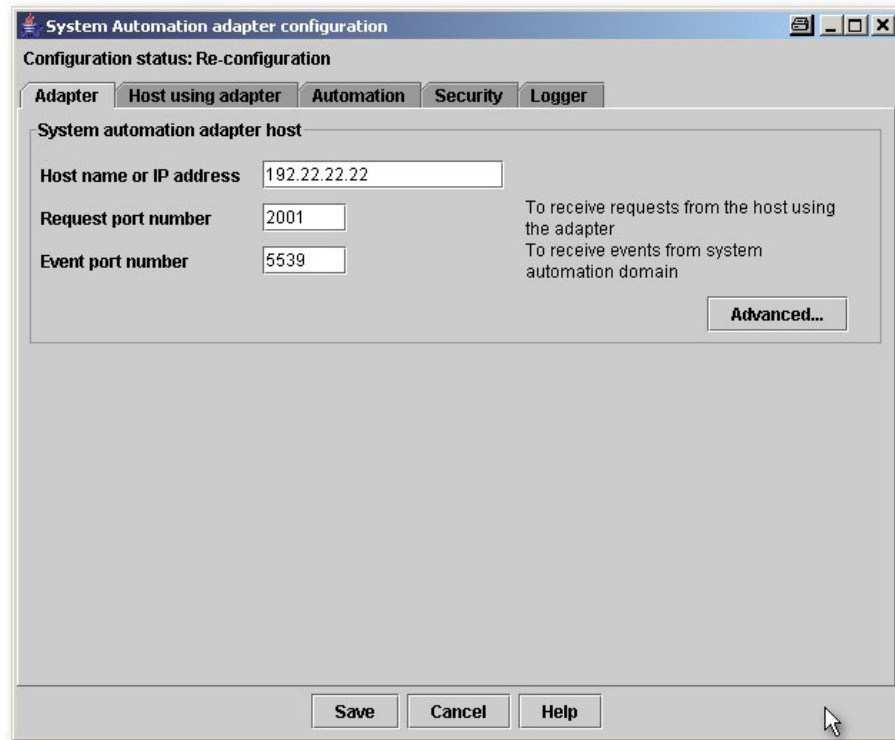 System Automation adapter configuration
Configuration status: Re-configuration
Adapter Host using adapter Automation Security Logger
System automation adapter host
Host name or IP address 192.22.22.22
Request port number 2001 To receive requests from the host using
the adapter
Event port number 5539 To receive events from system
automation domain
Advanced...
Save Cancel Help